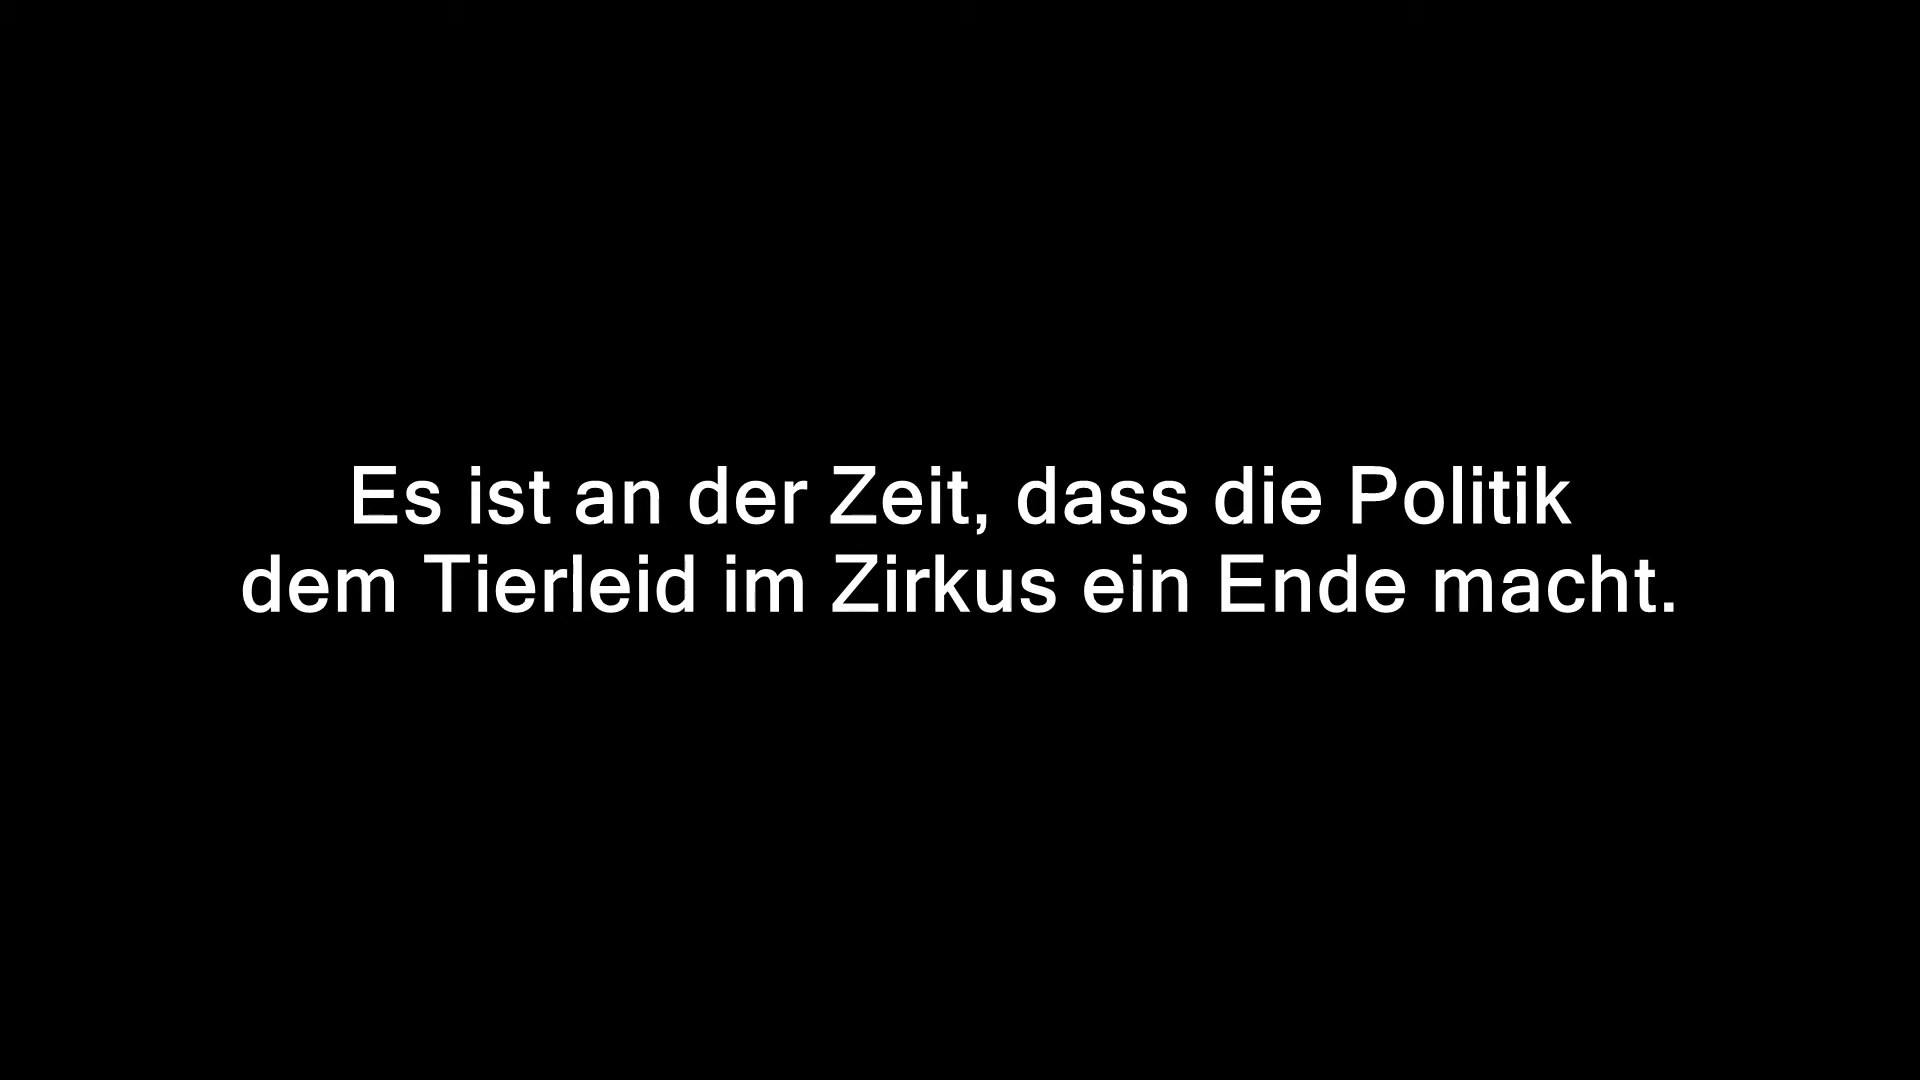 Es ist an der Zeit, dass die Politik
dem Tierleid im Zirkus ein Ende macht.